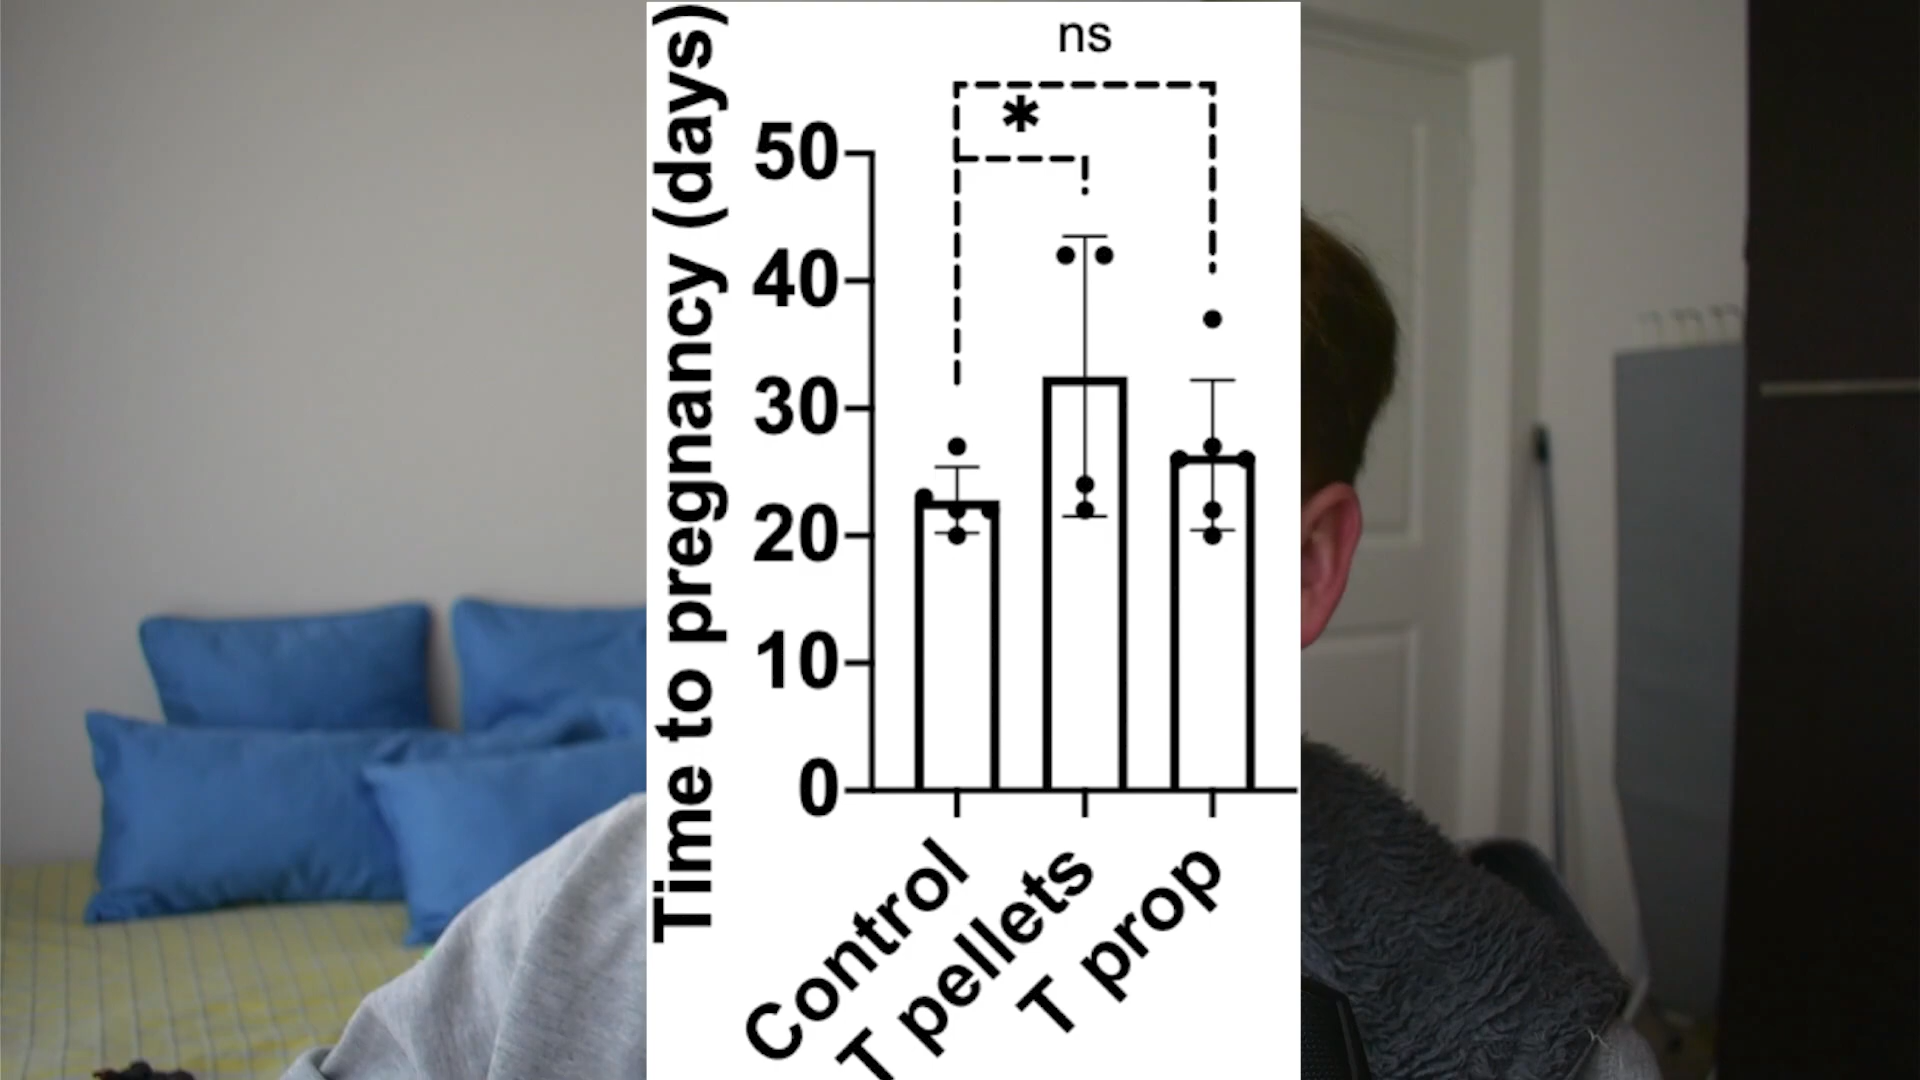 Time to pregnancy (days)
ns
*
50
40
30
20
10
0
Control
T pellets
T prop